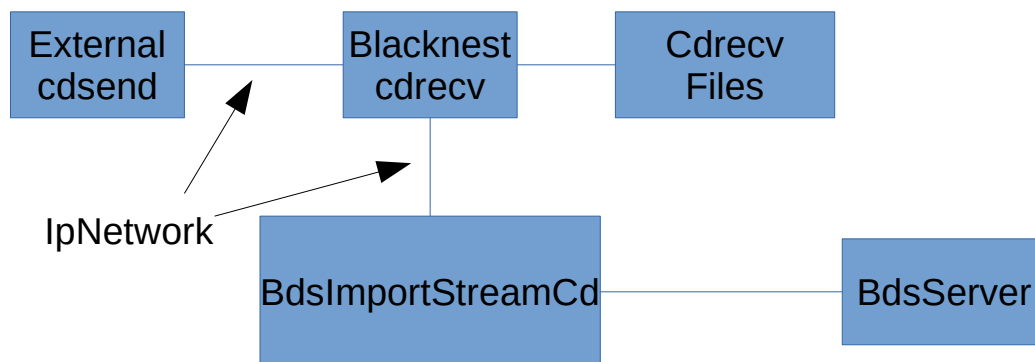 External
cdsend
Blacknest
cdrecv
Cdrecv
Files
IpNetwork
BdsImportStreamCd
BdsServer